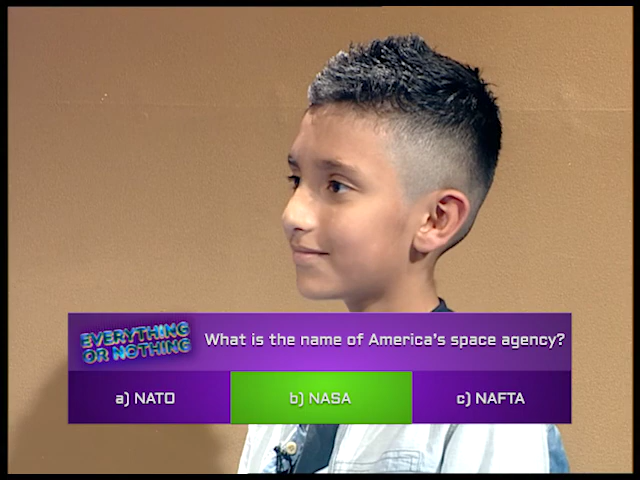 EVERYTHING
OR NOTHING
What is the name of America's space agency?
a) NATO
b) NASA
c) NAFTA